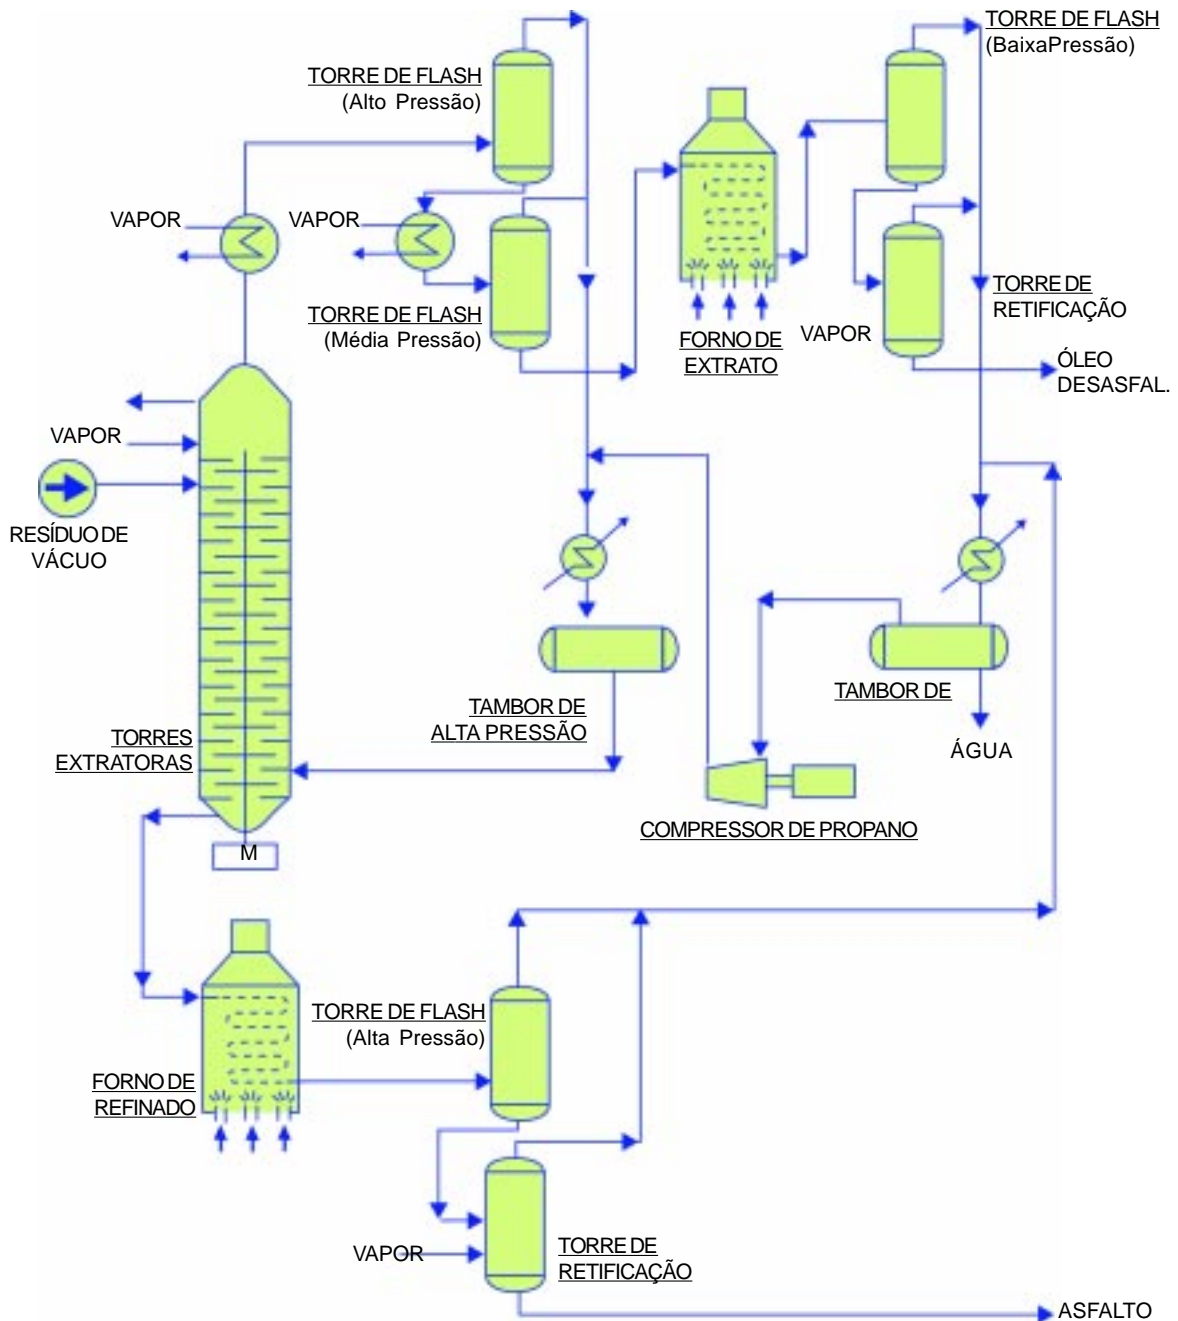 TORRE DE FLASH
(Alto Pressão)
TORRE DE FLASH
(BaixaPressão)
VAPOR
VAPOR
TORRE DE FLASH
(Média Pressão)
FORNO DE
EXTRATO
VAPOR
TORRE DE
RETIFICAÇÃO
ÓLEO
DESASFAL.
VAPOR
RESÍDUO DE
VÁCUO
TORRES
EXTRATORAS
TAMBOR DE
ALTA PRESSÃO
TAMBOR DE
ÁGUA
COMPRESSOR DE PROPANO
M
TORRE DE FLASH
(Alta Pressão)
FORNO DE
REFINADO
VAPOR
TORRE DE
RETIFICAÇÃO
ASFALTO